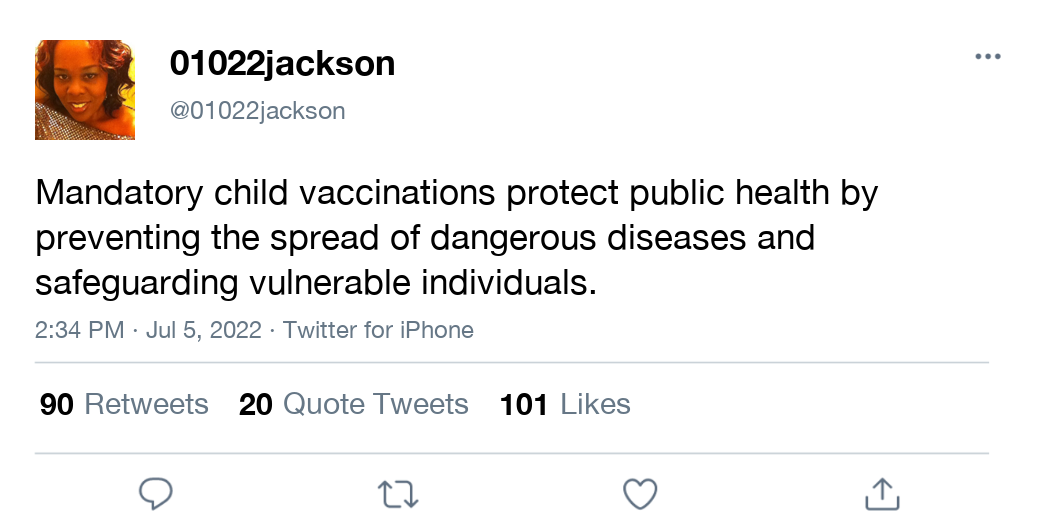 01022jackson
@01022jackson
Mandatory child vaccinations protect public health by
preventing the spread of dangerous diseases and
safeguarding vulnerable individuals.
2:34 PM · Jul 5, 2022 · Twitter for iPhone
90 Retweets 20 Quote Tweets 101 Likes